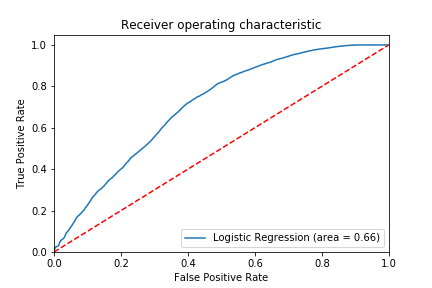 Receiver operating characteristic
True Positive Rate
1.0
0.8
0.6
0.4
0.2
0.0
Logistic Regression (area = 0.66)
0.0 0.2 0.4 0.6 0.8 1.0
False Positive Rate